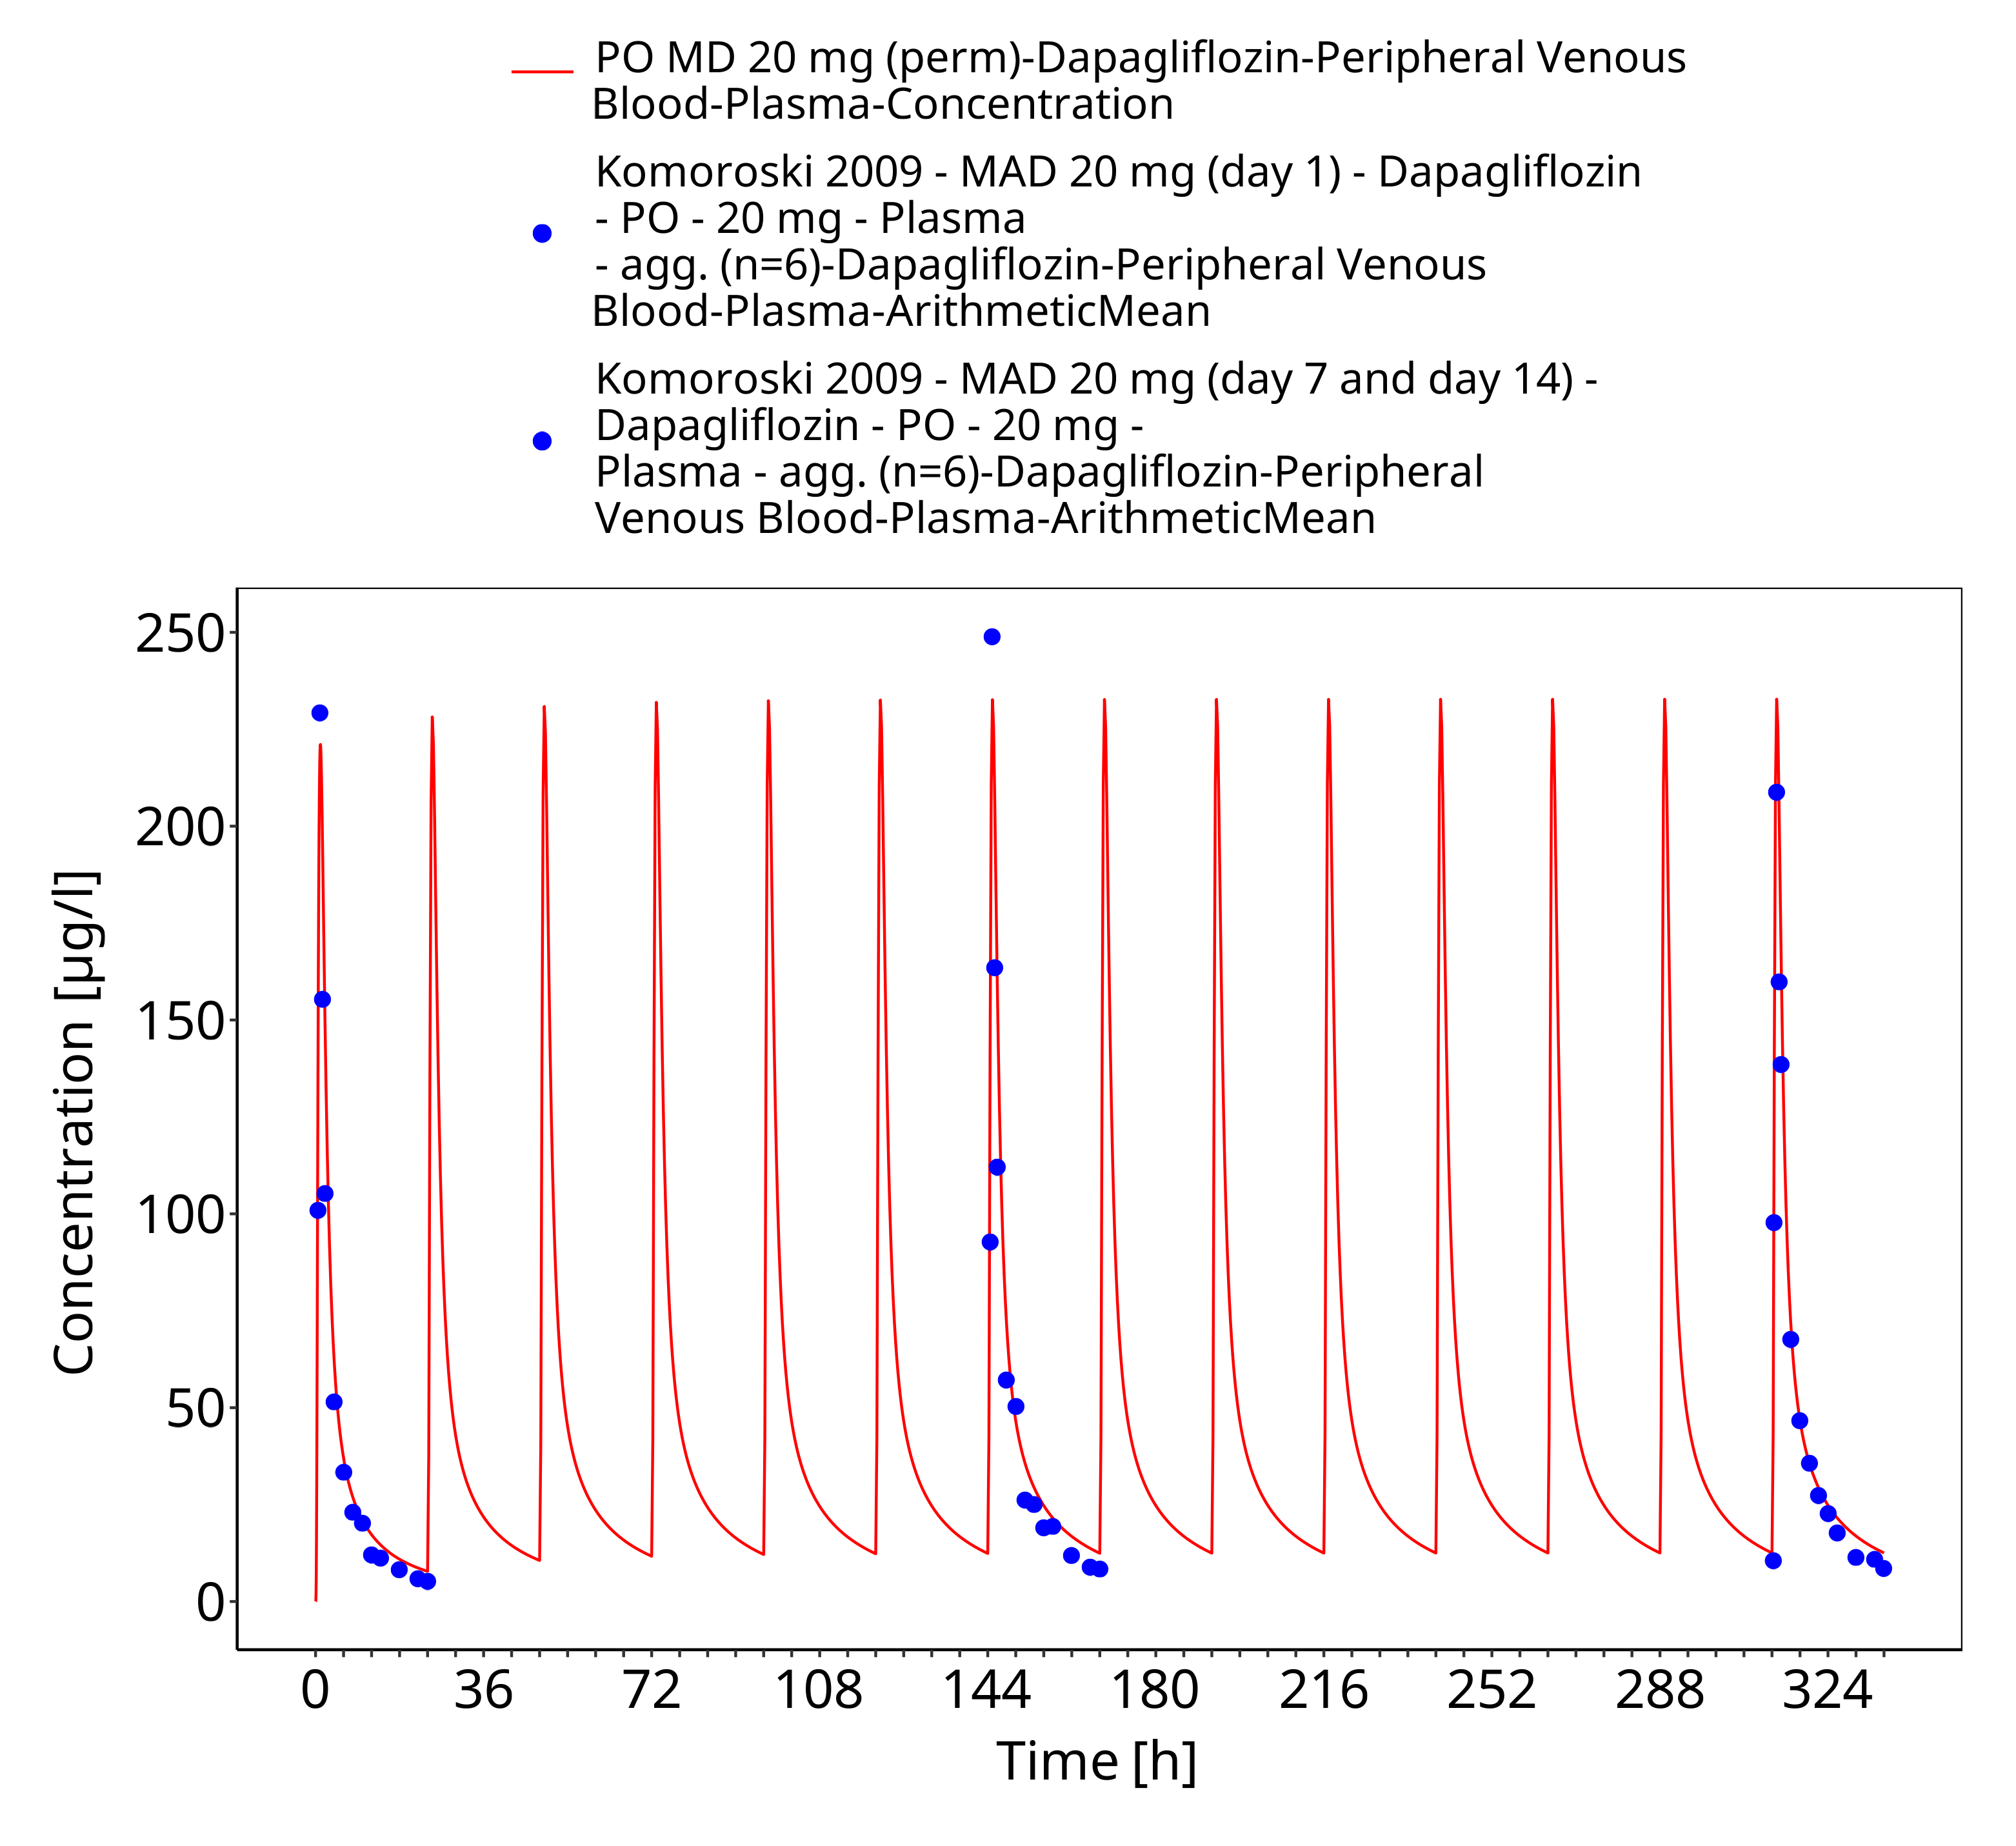 PO MD 20 mg (perm)-Dapagliflozin-Peripheral Venous
Blood-Plasma-Concentration
Komoroski 2009 - MAD 20 mg (day 1) - Dapagliflozin
- PO - 20 mg - Plasma
- agg. (n=6)-Dapagliflozin-Peripheral Venous
Blood-Plasma-ArithmeticMean
Komoroski 2009 - MAD 20 mg (day 7 and day 14) -
Dapagliflozin - PO - 20 mg -
Plasma - agg. (n=6)-Dapagliflozin-Peripheral
Venous Blood-Plasma-ArithmeticMean
Concentration [µg/l]
250
200
150
100
50
0
0 36 72 108 144 180 216 252 288 324
Time [h]